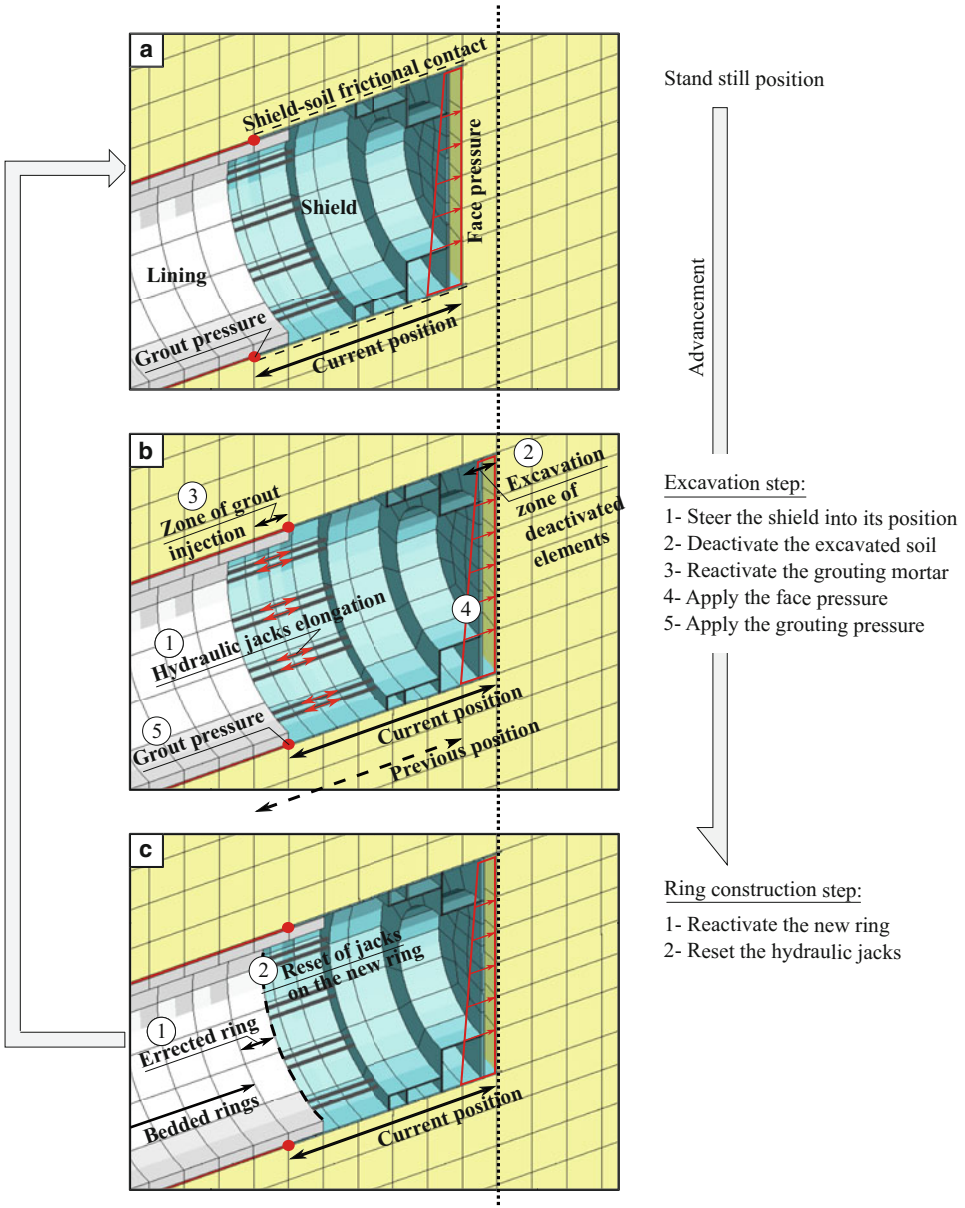 a
Shield-soil frictional contact
Shield
Face pressure
Lining
Grout pressure
Current position
Stand still position
Advancement
b
2
Excavation
zone of
deactivated
elements
3
Zone of grout
injection
1
Hydraulic jacks elongation
4
5
Grout pressure
Current position
Previous position
Excavation step:
1- Steer the shield into its position
2- Deactivate the excavated soil
3- Reactivate the grouting mortar
4- Apply the face pressure
5- Apply the grouting pressure
c
2
Reset of jacks
on the new ring
1
Errected ring
Bedded rings
Current position
Ring construction step:
1- Reactivate the new ring
2- Reset the hydraulic jacks